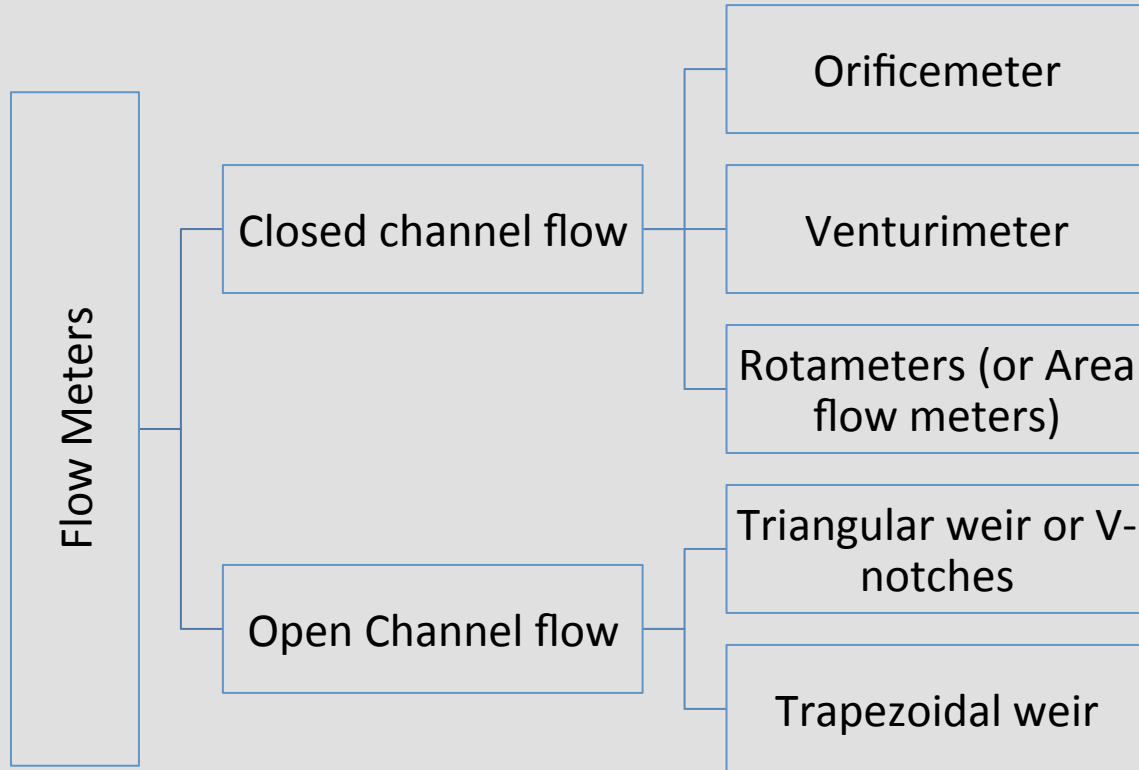 Flow Meters
Closed channel flow
Orificemeter
Venturimeter
Rotameters (or Area
flow meters)
Open Channel flow
Triangular weir or V-
notches
Trapezoidal weir